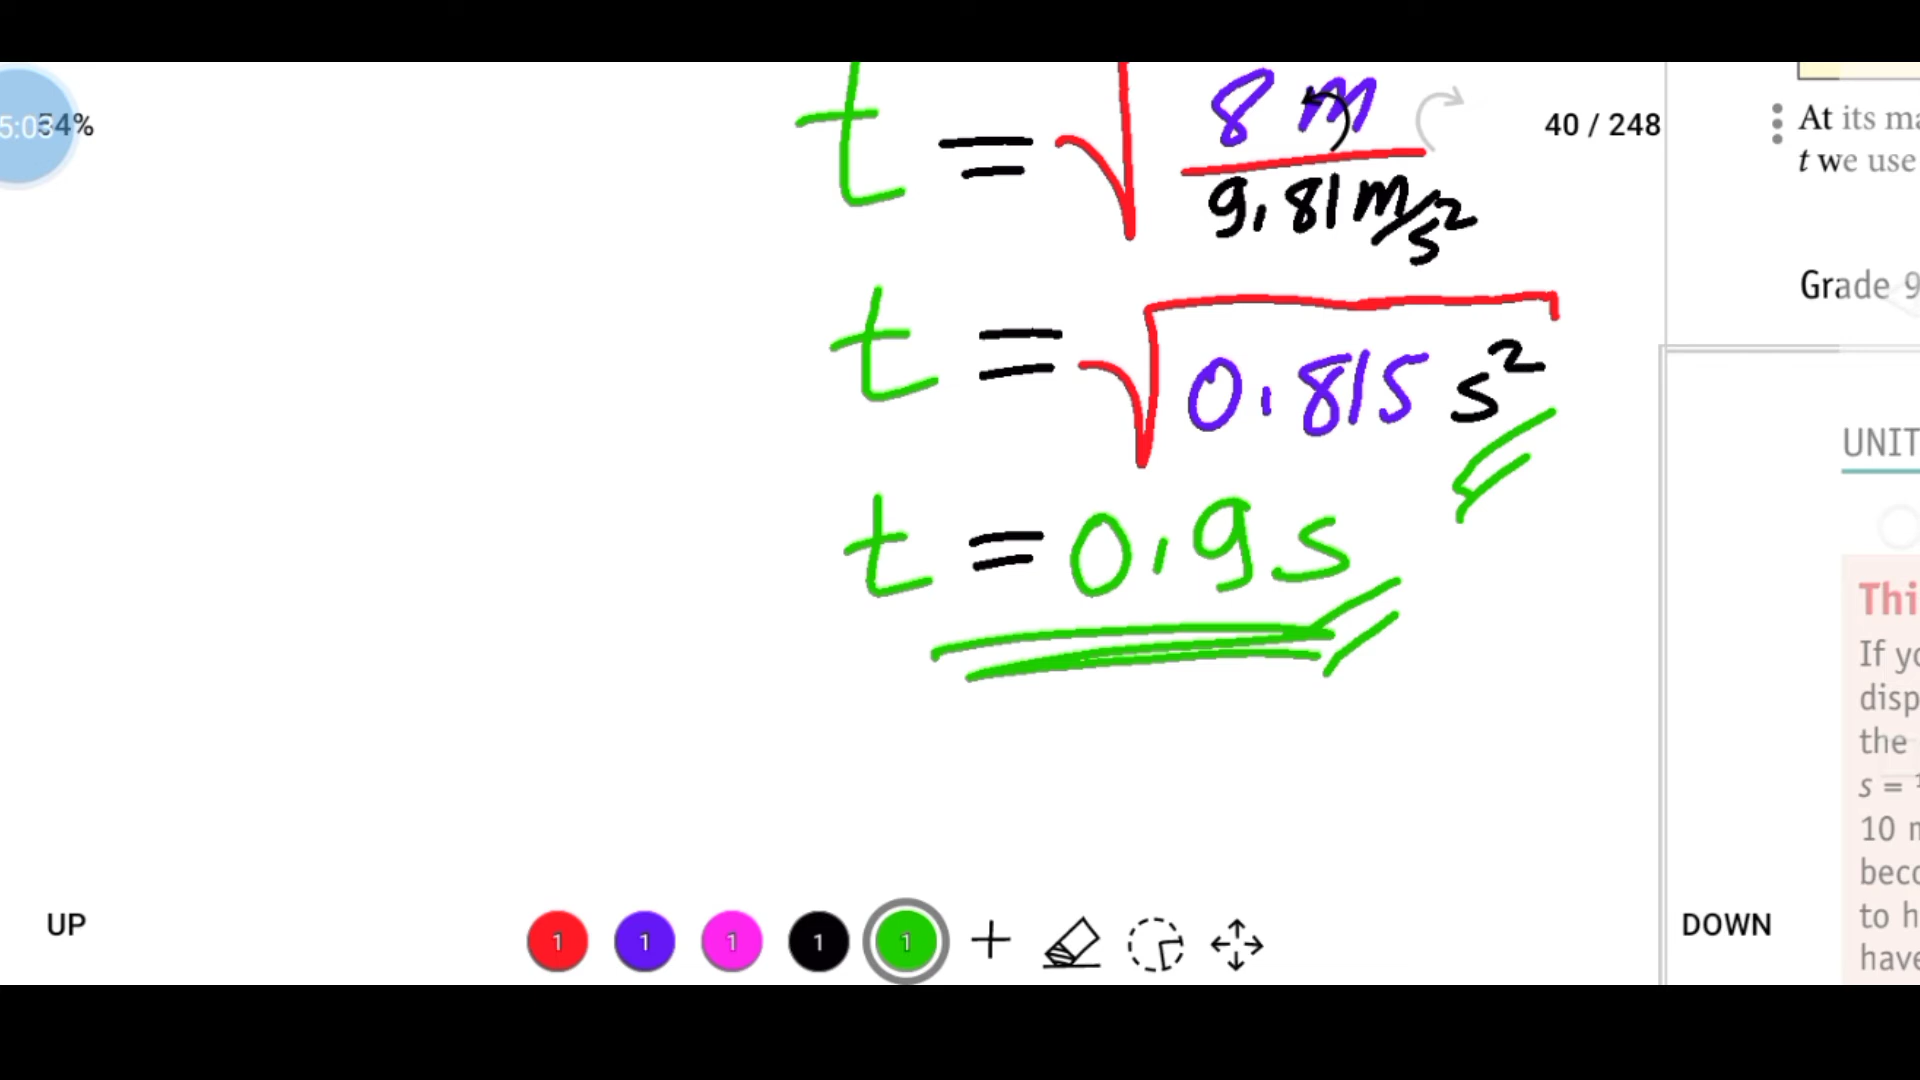 5:03
54%
t = √ 8 m / 9.81 m/s²
40 / 248
At its ma
t we use
t = √ 0.815 s²
Grade 9
UNIT
t = 0.9 s
Thi
If yo
disp
the
s =
10 m
beco
to h
have
UP
1 1 1 1 1
DOWN